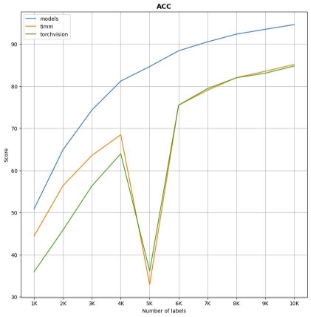 ACC
models
timm
torchvision
90
80
70
60
50
40
30
Score
1K 2K 3K 4K 5K 6K 7K 8K 9K 10K
Number of labels